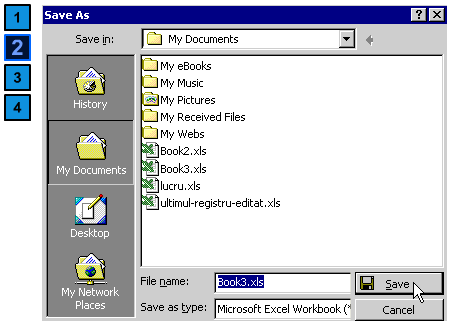 1
2
3
4
Save As
Save in:
My Documents
History
My Documents
Desktop
My Network
Places
My eBooks
My Music
My Pictures
My Received Files
My Webs
Book2.xls
Book3.xls
lucru.xls
ultimul-registru-editat.xls
File name:
Book3.xls
Save
Save as type:
Microsoft Excel Workbook (*
Cancel